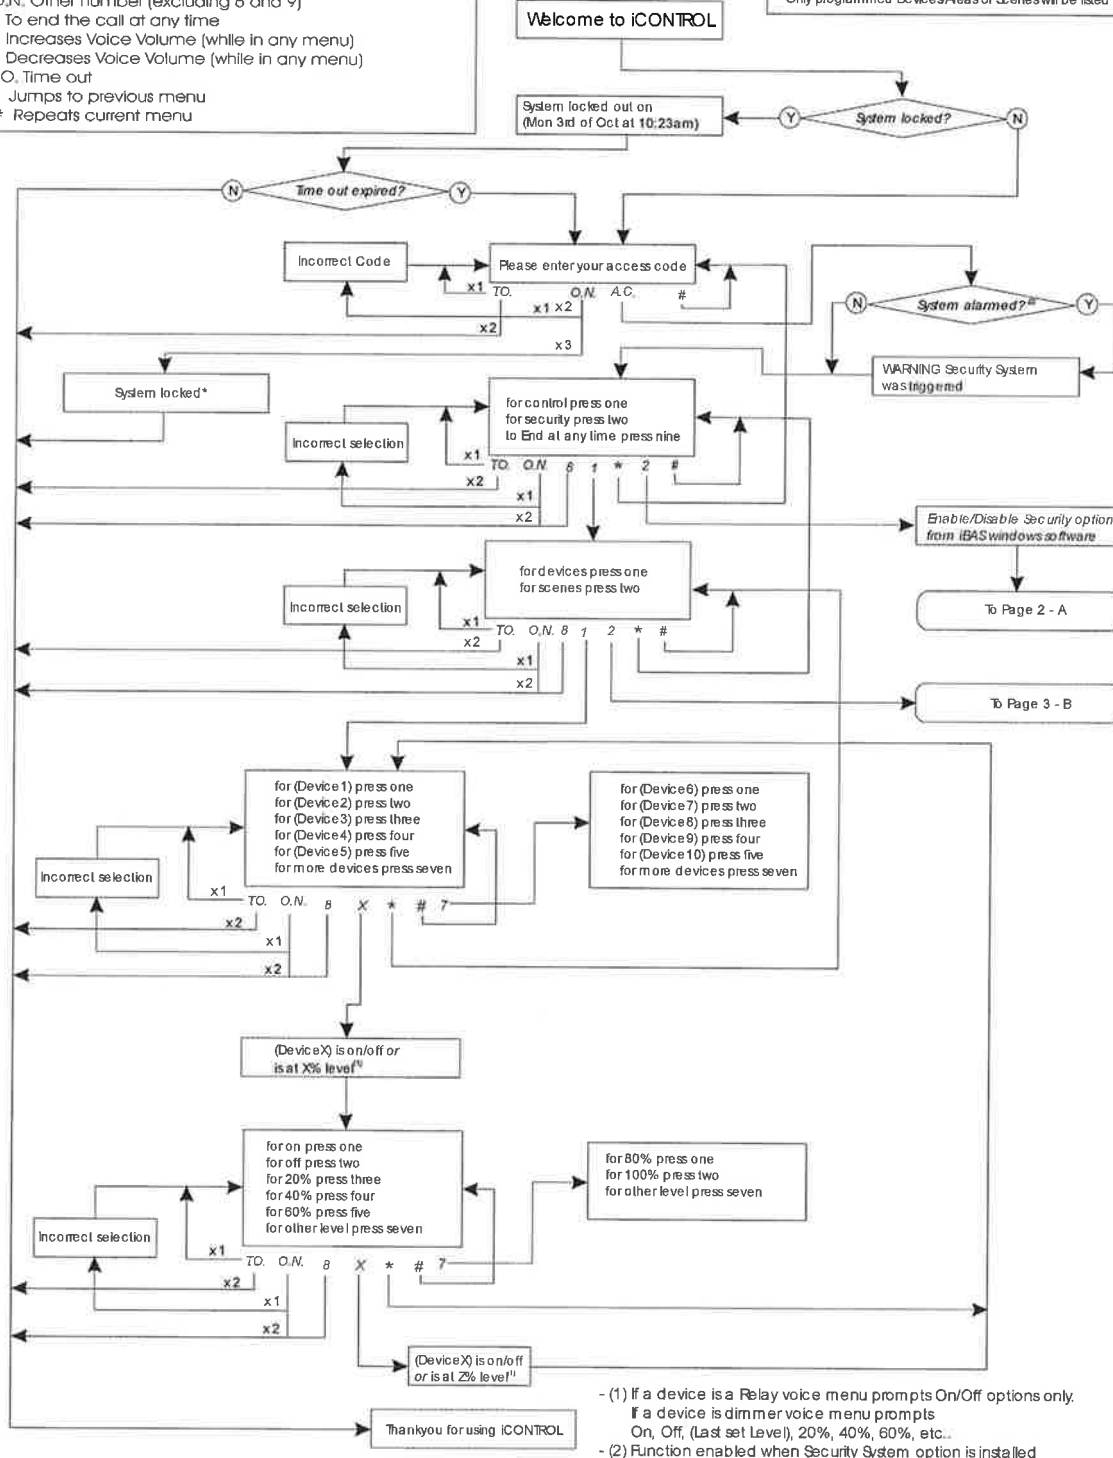 O.N. Other number (excluding 8 and 9)
To end the call at any time
Increases Voice Volume (while in any menu)
Decreases Voice Volume (while in any menu)
O. Time out
Jumps to previous menu
* Repeats current menu
Welcome to iCONTROL
Only programmed Devices Areas or Scenes will be listed
System locked out on
(Mon 3rd of Oct at 10:23am)
Y
System locked?
N
N
Time out expired?
Y
Incorrect Code
Please enter your access code
x1
TO.
O.N.
A.C.
#
x1 x2
x2
x3
N
System alarmed?
Y
WARNING Security System
was triggered
System locked*
for control press one
for security press two
to End at any time press nine
Incorrect selection
x1
TO. O.N. 8 1 * 2 #
x2
x1
x2
Enable/Disable Security option
from iBAS windows software
for devices press one
for scenes press two
To Page 2 - A
Incorrect selection
x1
TO. O.N. 8 1 2 * #
x2
x1
x2
To Page 3 - B
for (Device1) press one
for (Device2) press two
for (Device3) press three
for (Device4) press four
for (Device5) press five
for more devices press seven
for (Device6) press one
for (Device7) press two
for (Device8) press three
for (Device9) press four
for (Device10) press five
for more devices press seven
Incorrect selection
x1
TO. O.N. 8 X * # 7
x2
x1
x2
(DeviceX) is on/off or
is at X% level(1)
for on press one
for off press two
for 20% press three
for 40% press four
for 60% press five
for other level press seven
for 80% press one
for 100% press two
for other level press seven
Incorrect selection
x1
TO. O.N. 8 X * # 7
x2
x1
x2
(DeviceX) is on/off
or is at Z% level(1)
Thankyou for using iCONTROL
- (1) If a device is a Relay voice menu prompts On/Off options only.
If a device is dimmer voice menu prompts
On, Off, (Last set Level), 20%, 40%, 60%, etc..
- (2) Function enabled when Security System option is installed